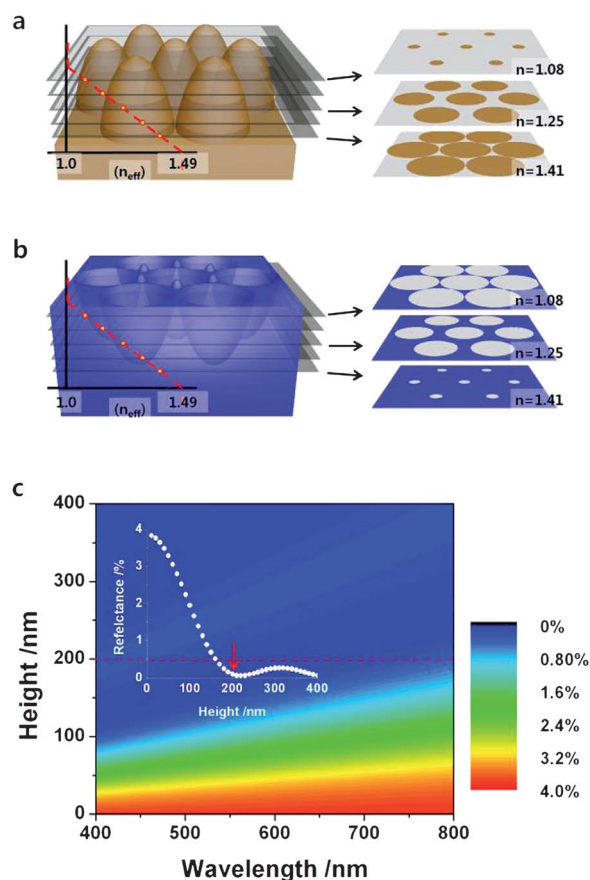 a
n=1.08
n=1.25
n=1.41
1.0
(neff)
1.49
b
n=1.08
n=1.25
n=1.41
1.0
(neff)
1.49
c
400
300
200
100
0
Height /nm
400
500
600
700
800
Wavelength /nm
4
3
2
1
0
Refelctance /%
0
100
200
300
400
Height /nm
0%
0.80%
1.6%
2.4%
3.2%
4.0%